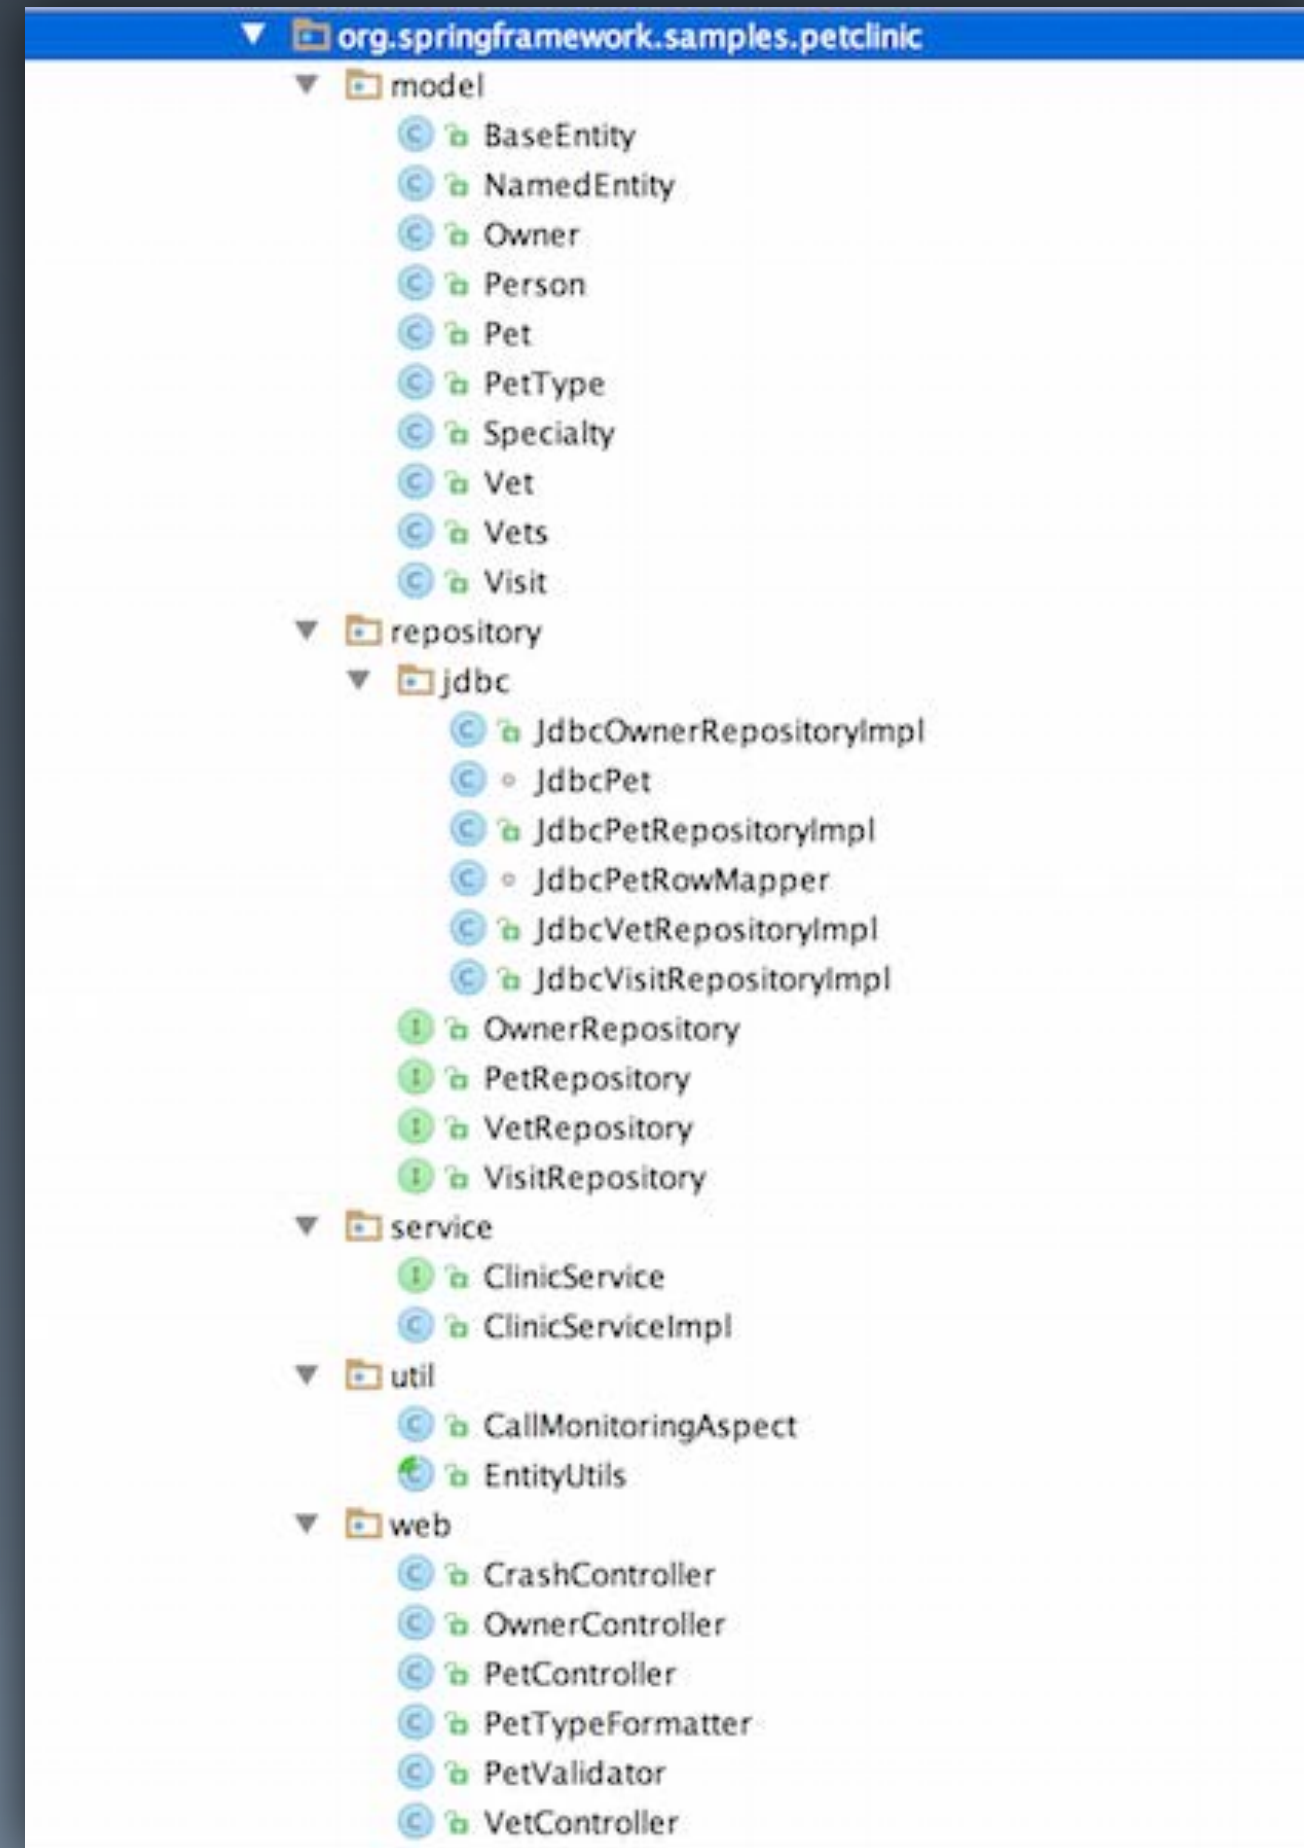 org.springframework.samples.petclinic
model
BaseEntity
NamedEntity
Owner
Person
Pet
PetType
Specialty
Vet
Vets
Visit
repository
jdbc
JdbcOwnerRepositoryImpl
JdbcPet
JdbcPetRepositoryImpl
JdbcPetRowMapper
JdbcVetRepositoryImpl
JdbcVisitRepositoryImpl
OwnerRepository
PetRepository
VetRepository
VisitRepository
service
ClinicService
ClinicServiceImpl
util
CallMonitoringAspect
EntityUtils
web
CrashController
OwnerController
PetController
PetTypeFormatter
PetValidator
VetController